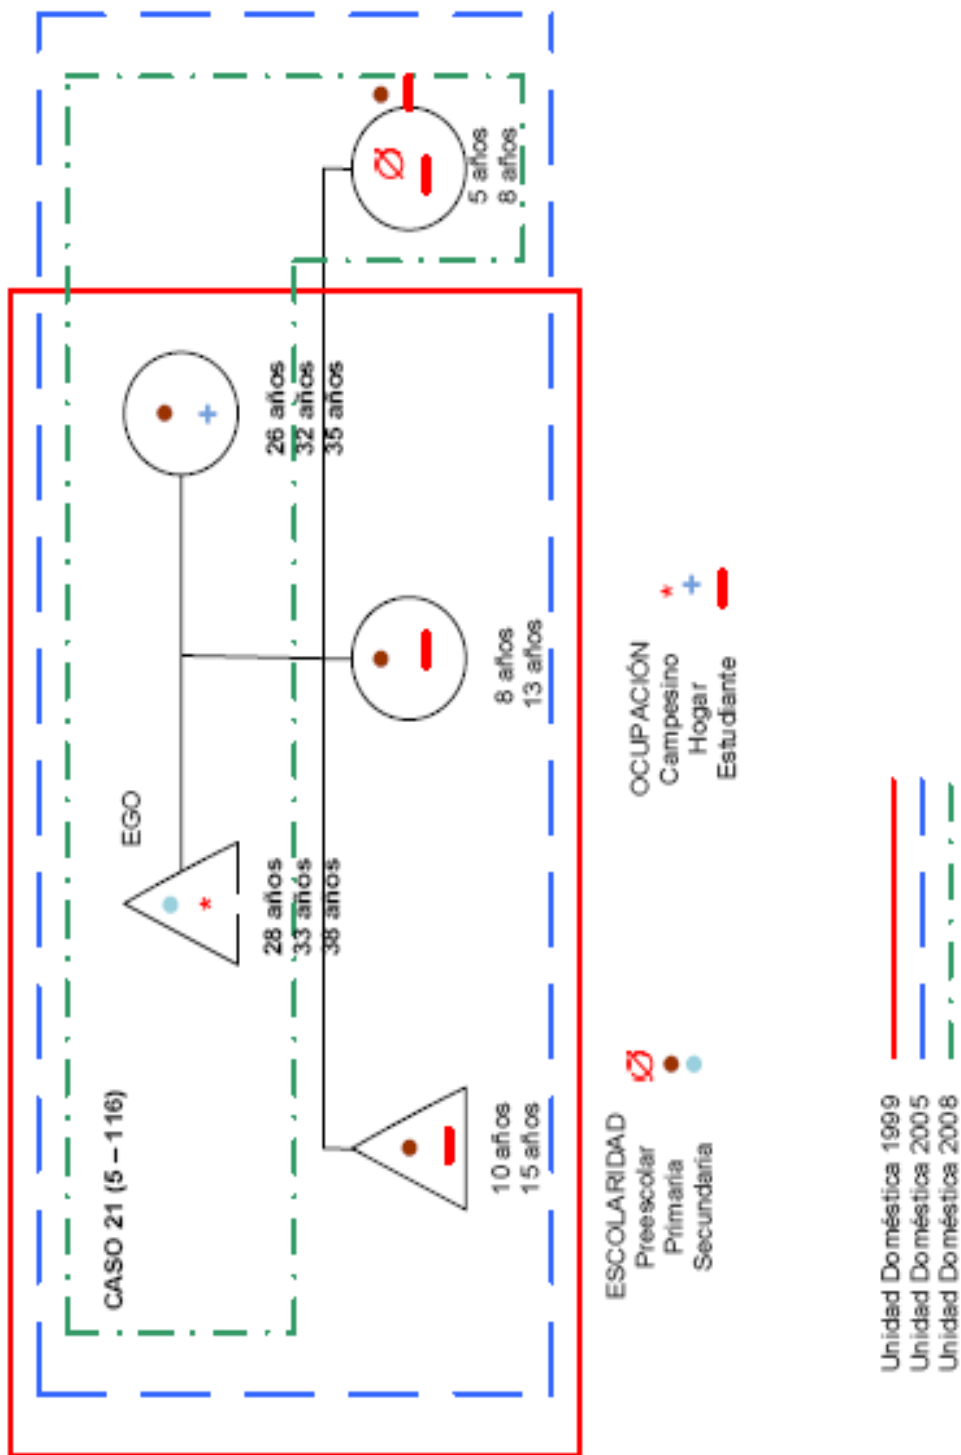 CASO 21 (5 – 116)
EGO
28 años
33 años
38 años
26 años
32 años
35 años
10 años
15 años
8 años
13 años
5 años
8 años
ESCOLARIDAD
Preescolar
Primaria
Secundaria
OCUPACIÓN
Campesino
Hogar
Estudiante
Unidad Doméstica 1999
Unidad Doméstica 2005
Unidad Doméstica 2008